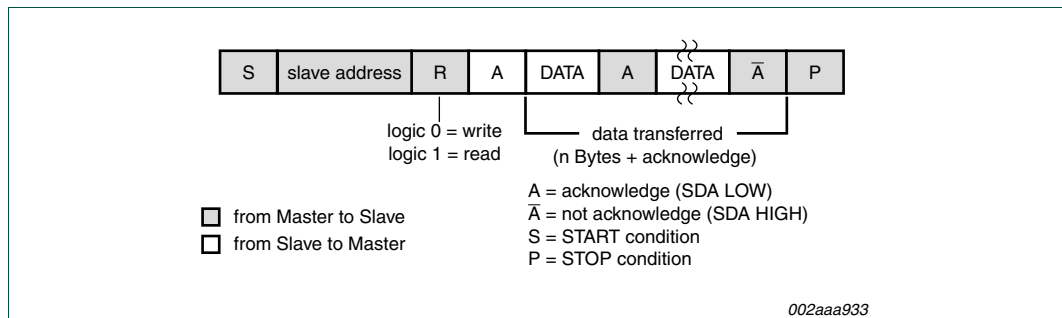 S slave address R A DATA A DATA A̅ P
logic 0 = write
logic 1 = read
data transferred
(n Bytes + acknowledge)
A = acknowledge (SDA LOW)
A̅ = not acknowledge (SDA HIGH)
S = START condition
P = STOP condition
from Master to Slave
from Slave to Master
002aaa933